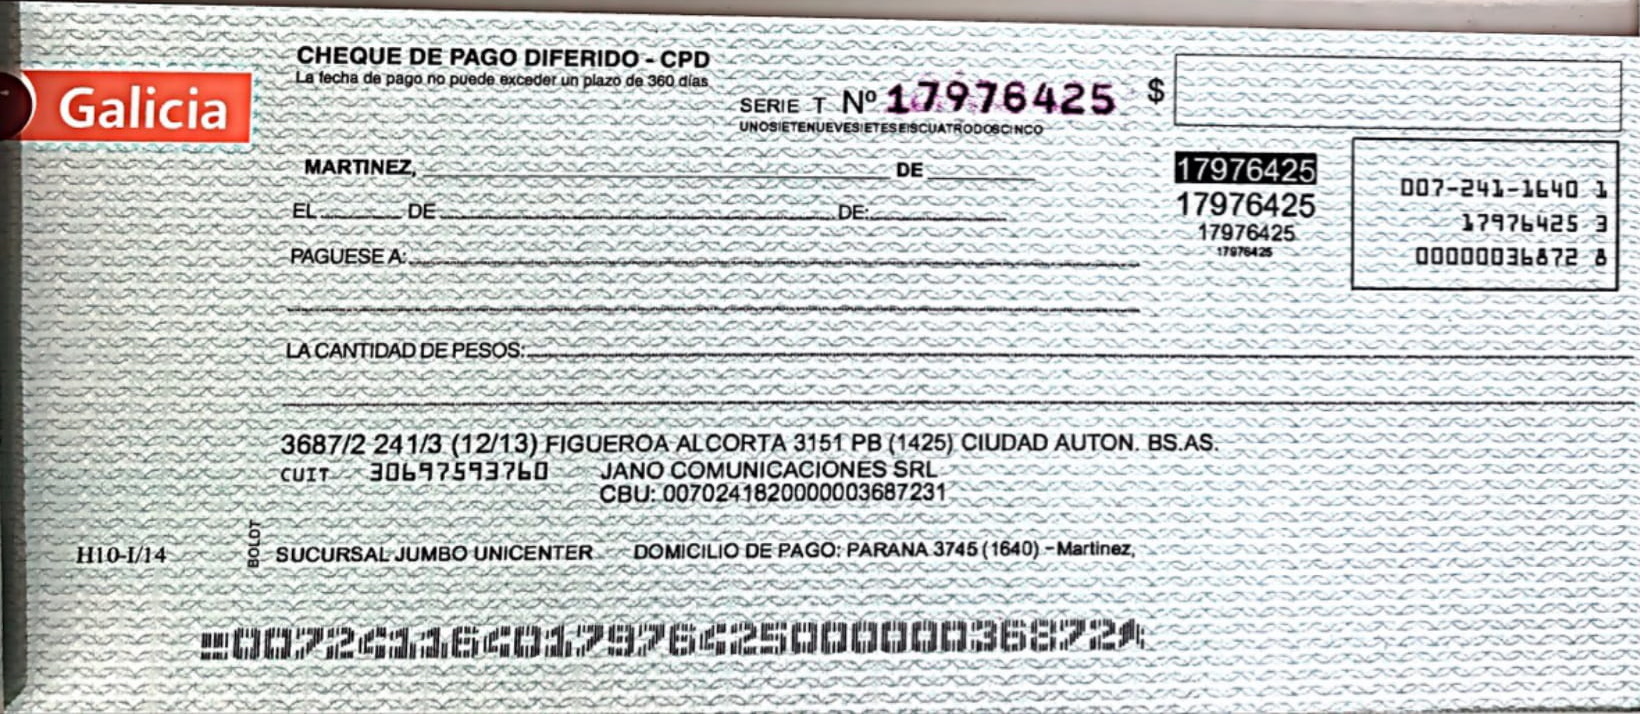 CHEQUE DE PAGO DIFERIDO - CPD
La fecha de pago no puede exceder un plazo de 360 días
Galicia
SERIE T Nº 17976425 $
UNOSIETENUEVESIETESEISCUATRODOSCINCO
MARTINEZ, DE
17976425
17976425
17976425
17976425
007-241-1640 1
17976425 3
00000036872 8
EL DE DE:
PAGUESE A:
LA CANTIDAD DE PESOS:
3687/2 241/3 (12/13) FIGUEROA ALCORTA 3151 PB (1425) CIUDAD AUTON. BS.AS.
CUIT 30697593760 JANO COMUNICACIONES SRL
CBU: 0070241820000003687231
BOLDT
H10-I/14
SUCURSAL JUMBO UNICENTER DOMICILIO DE PAGO: PARANA 3745 (1640) - Martinez,
00724116401797642500000036872